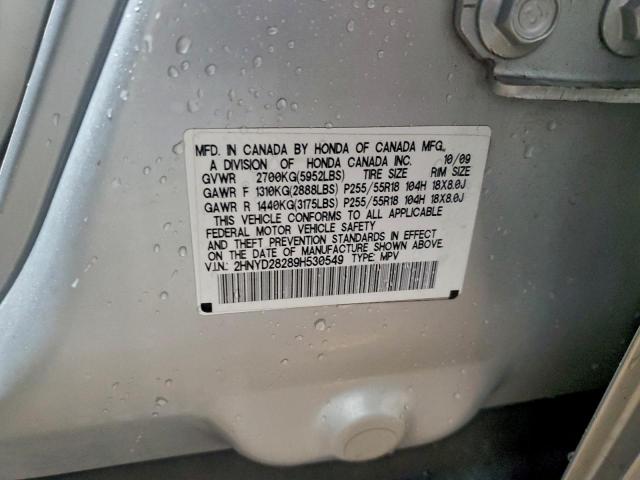 MFD. IN CANADA BY HONDA OF CANADA MFG.,
A DIVISION OF HONDA CANADA INC. 10/09
GVWR 2700KG(5952LBS) TIRE SIZE RIM SIZE
GAWR F 1310KG(2888LBS) P255/55R18 104H 18X8.0J
GAWR R 1440KG(3175LBS) P255/55R18 104H 18X8.0J
THIS VEHICLE CONFORMS TO ALL APPLICABLE
FEDERAL MOTOR VEHICLE SAFETY
AND THEFT PREVENTION STANDARDS IN EFFECT
ON THE DATE OF MANUFACTURE SHOWN ABOVE.
V.I.N.: 2HNYD28289H530549 TYPE: MPV